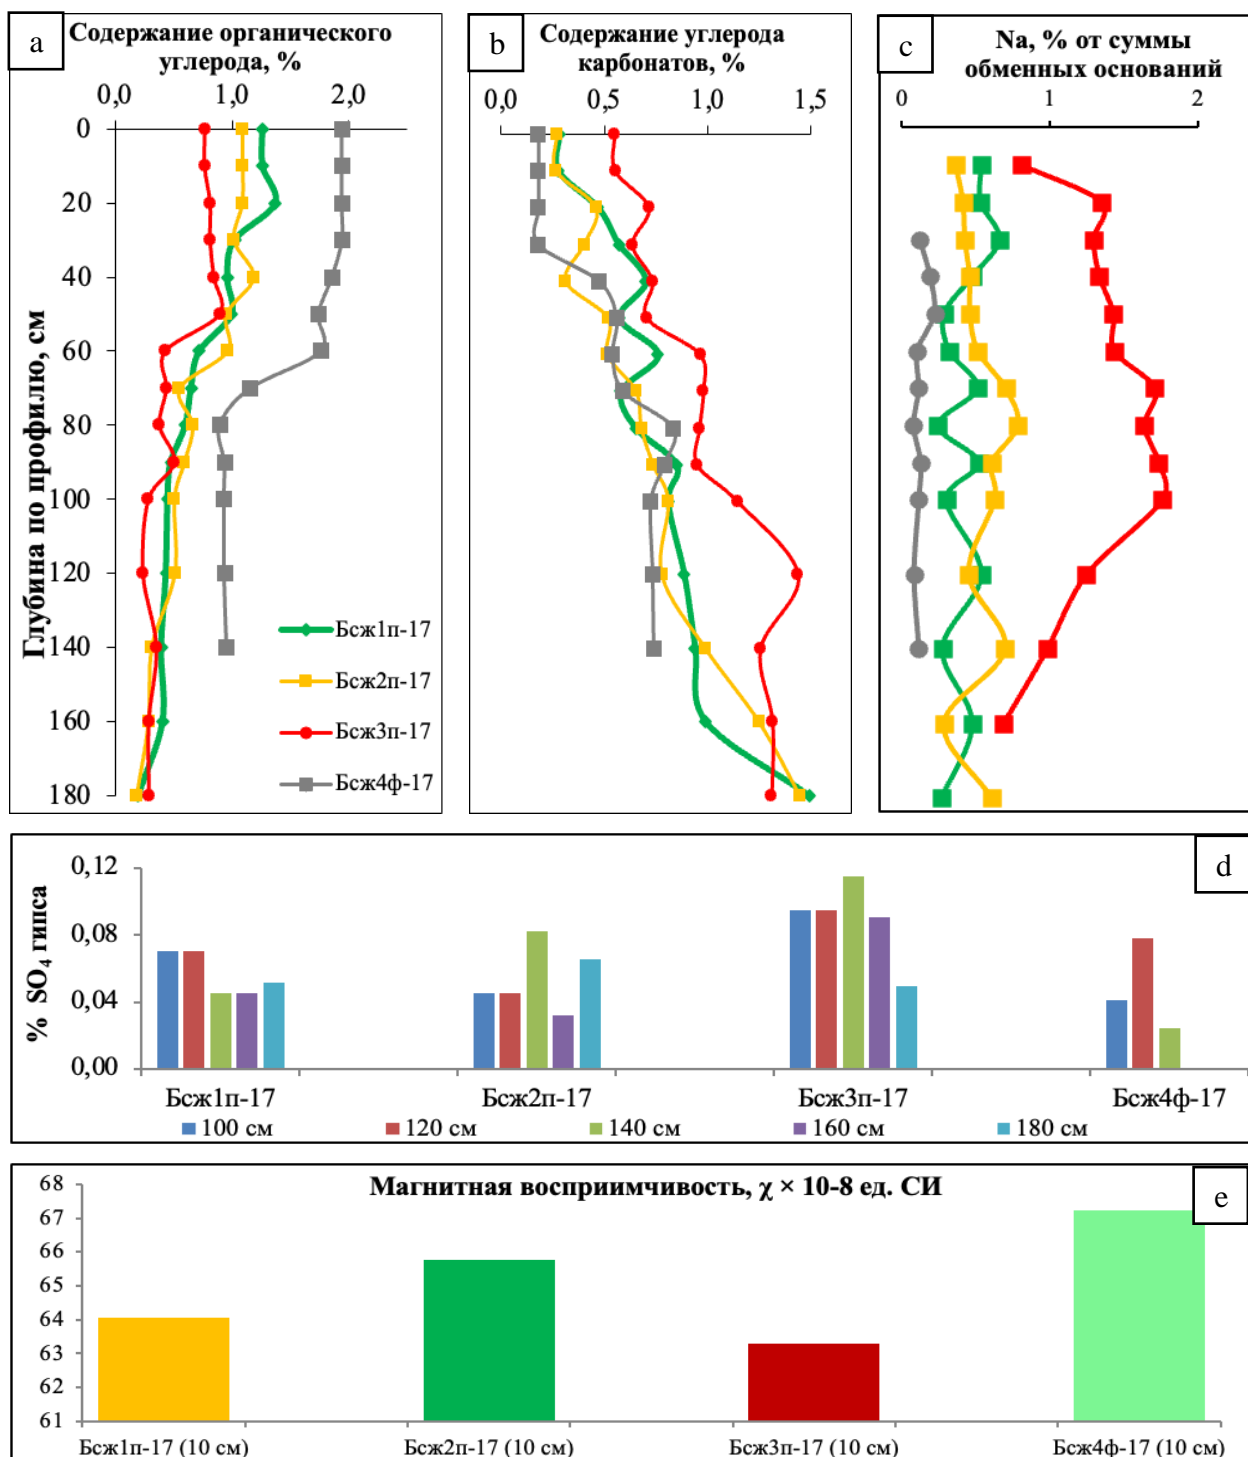 a
Содержание органического
углерода, %
0,0 1,0 2,0
0
20
40
60
80
100
120
140
160
180
Глубина по профилю, см
Бсж1п-17
Бсж2п-17
Бсж3п-17
Бсж4ф-17
b
Содержание углерода
карбонатов, %
0,0 0,5 1,0 1,5
c
Na, % от суммы
обменных оснований
0 1 2
d
% SO4 гипса
0,12
0,08
0,04
0,00
Бсж1п-17 Бсж2п-17 Бсж3п-17 Бсж4ф-17
100 см 120 см 140 см 160 см 180 см
e
Магнитная восприимчивость, χ × 10-8 ед. СИ
68
67
66
65
64
63
62
61
Бсж1п-17 (10 см) Бсж2п-17 (10 см) Бсж3п-17 (10 см) Бсж4ф-17 (10 см)